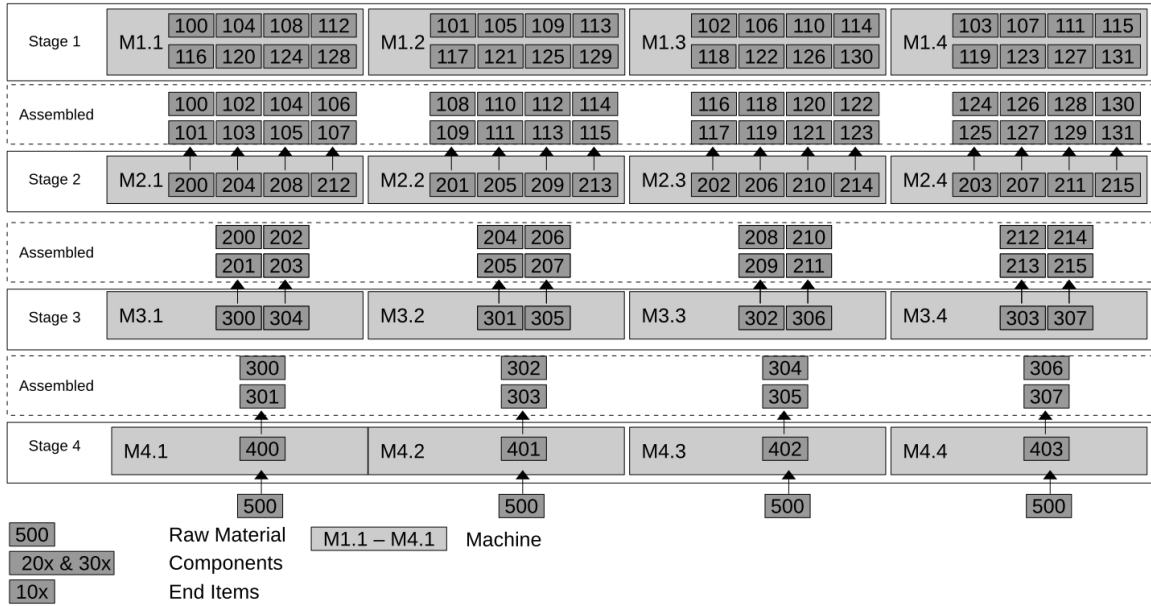 Stage 1
M1.1 100 104 108 112 M1.2 101 105 109 113 M1.3 102 106 110 114 M1.4 103 107 111 115
116 120 124 128 117 121 125 129 118 122 126 130 119 123 127 131
Assembled
100 102 104 106 108 110 112 114 116 118 120 122 124 126 128 130
101 103 105 107 109 111 113 115 117 119 121 123 125 127 129 131
Stage 2
M2.1 200 204 208 212 M2.2 201 205 209 213 M2.3 202 206 210 214 M2.4 203 207 211 215
Assembled
200 202 204 206 208 210 212 214
201 203 205 207 209 211 213 215
Stage 3
M3.1 300 304 M3.2 301 305 M3.3 302 306 M3.4 303 307
Assembled
300 302 304 306
301 303 305 307
Stage 4
M4.1 400 M4.2 401 M4.3 402 M4.4 403
500 500 500 500
500 Raw Material M1.1 – M4.1 Machine
20x & 30x Components
10x End Items